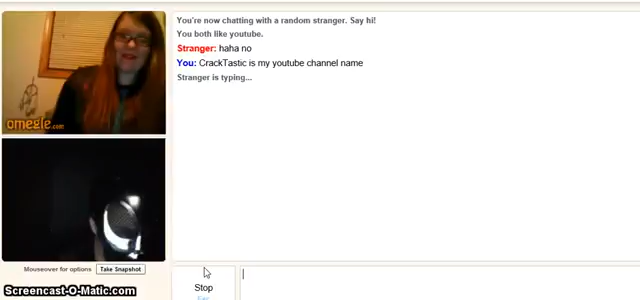 You're now chatting with a random stranger. Say hi!
You both like youtube.
Stranger: haha no
You: CrackTastic is my youtube channel name
Stranger is typing...
omegle.com
Mouseover for options Take Snapshot
Stop
Esc
Screencast-O-Matic.com